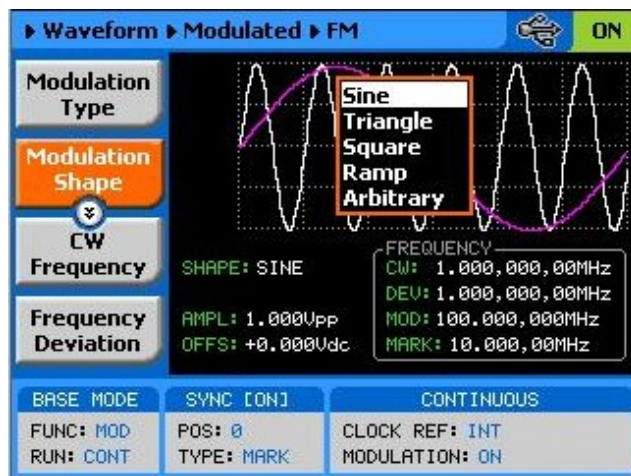 Waveform ▸ Modulated ▸ FM
ON
Modulation
Type
Modulation
Shape
CW
Frequency
Frequency
Deviation
Sine
Triangle
Square
Ramp
Arbitrary
SHAPE: SINE
AMPL: 1.000Vpp
OFFS: +0.000Vdc
FREQUENCY
CW: 1.000,000,00MHz
DEV: 1.000,000,00MHz
MOD: 100.000,000MHz
MARK: 10.000,00MHz
BASE MODE
FUNC: MOD
RUN: CONT
SYNC [ON]
POS: 0
TYPE: MARK
CONTINUOUS
CLOCK REF: INT
MODULATION: ON